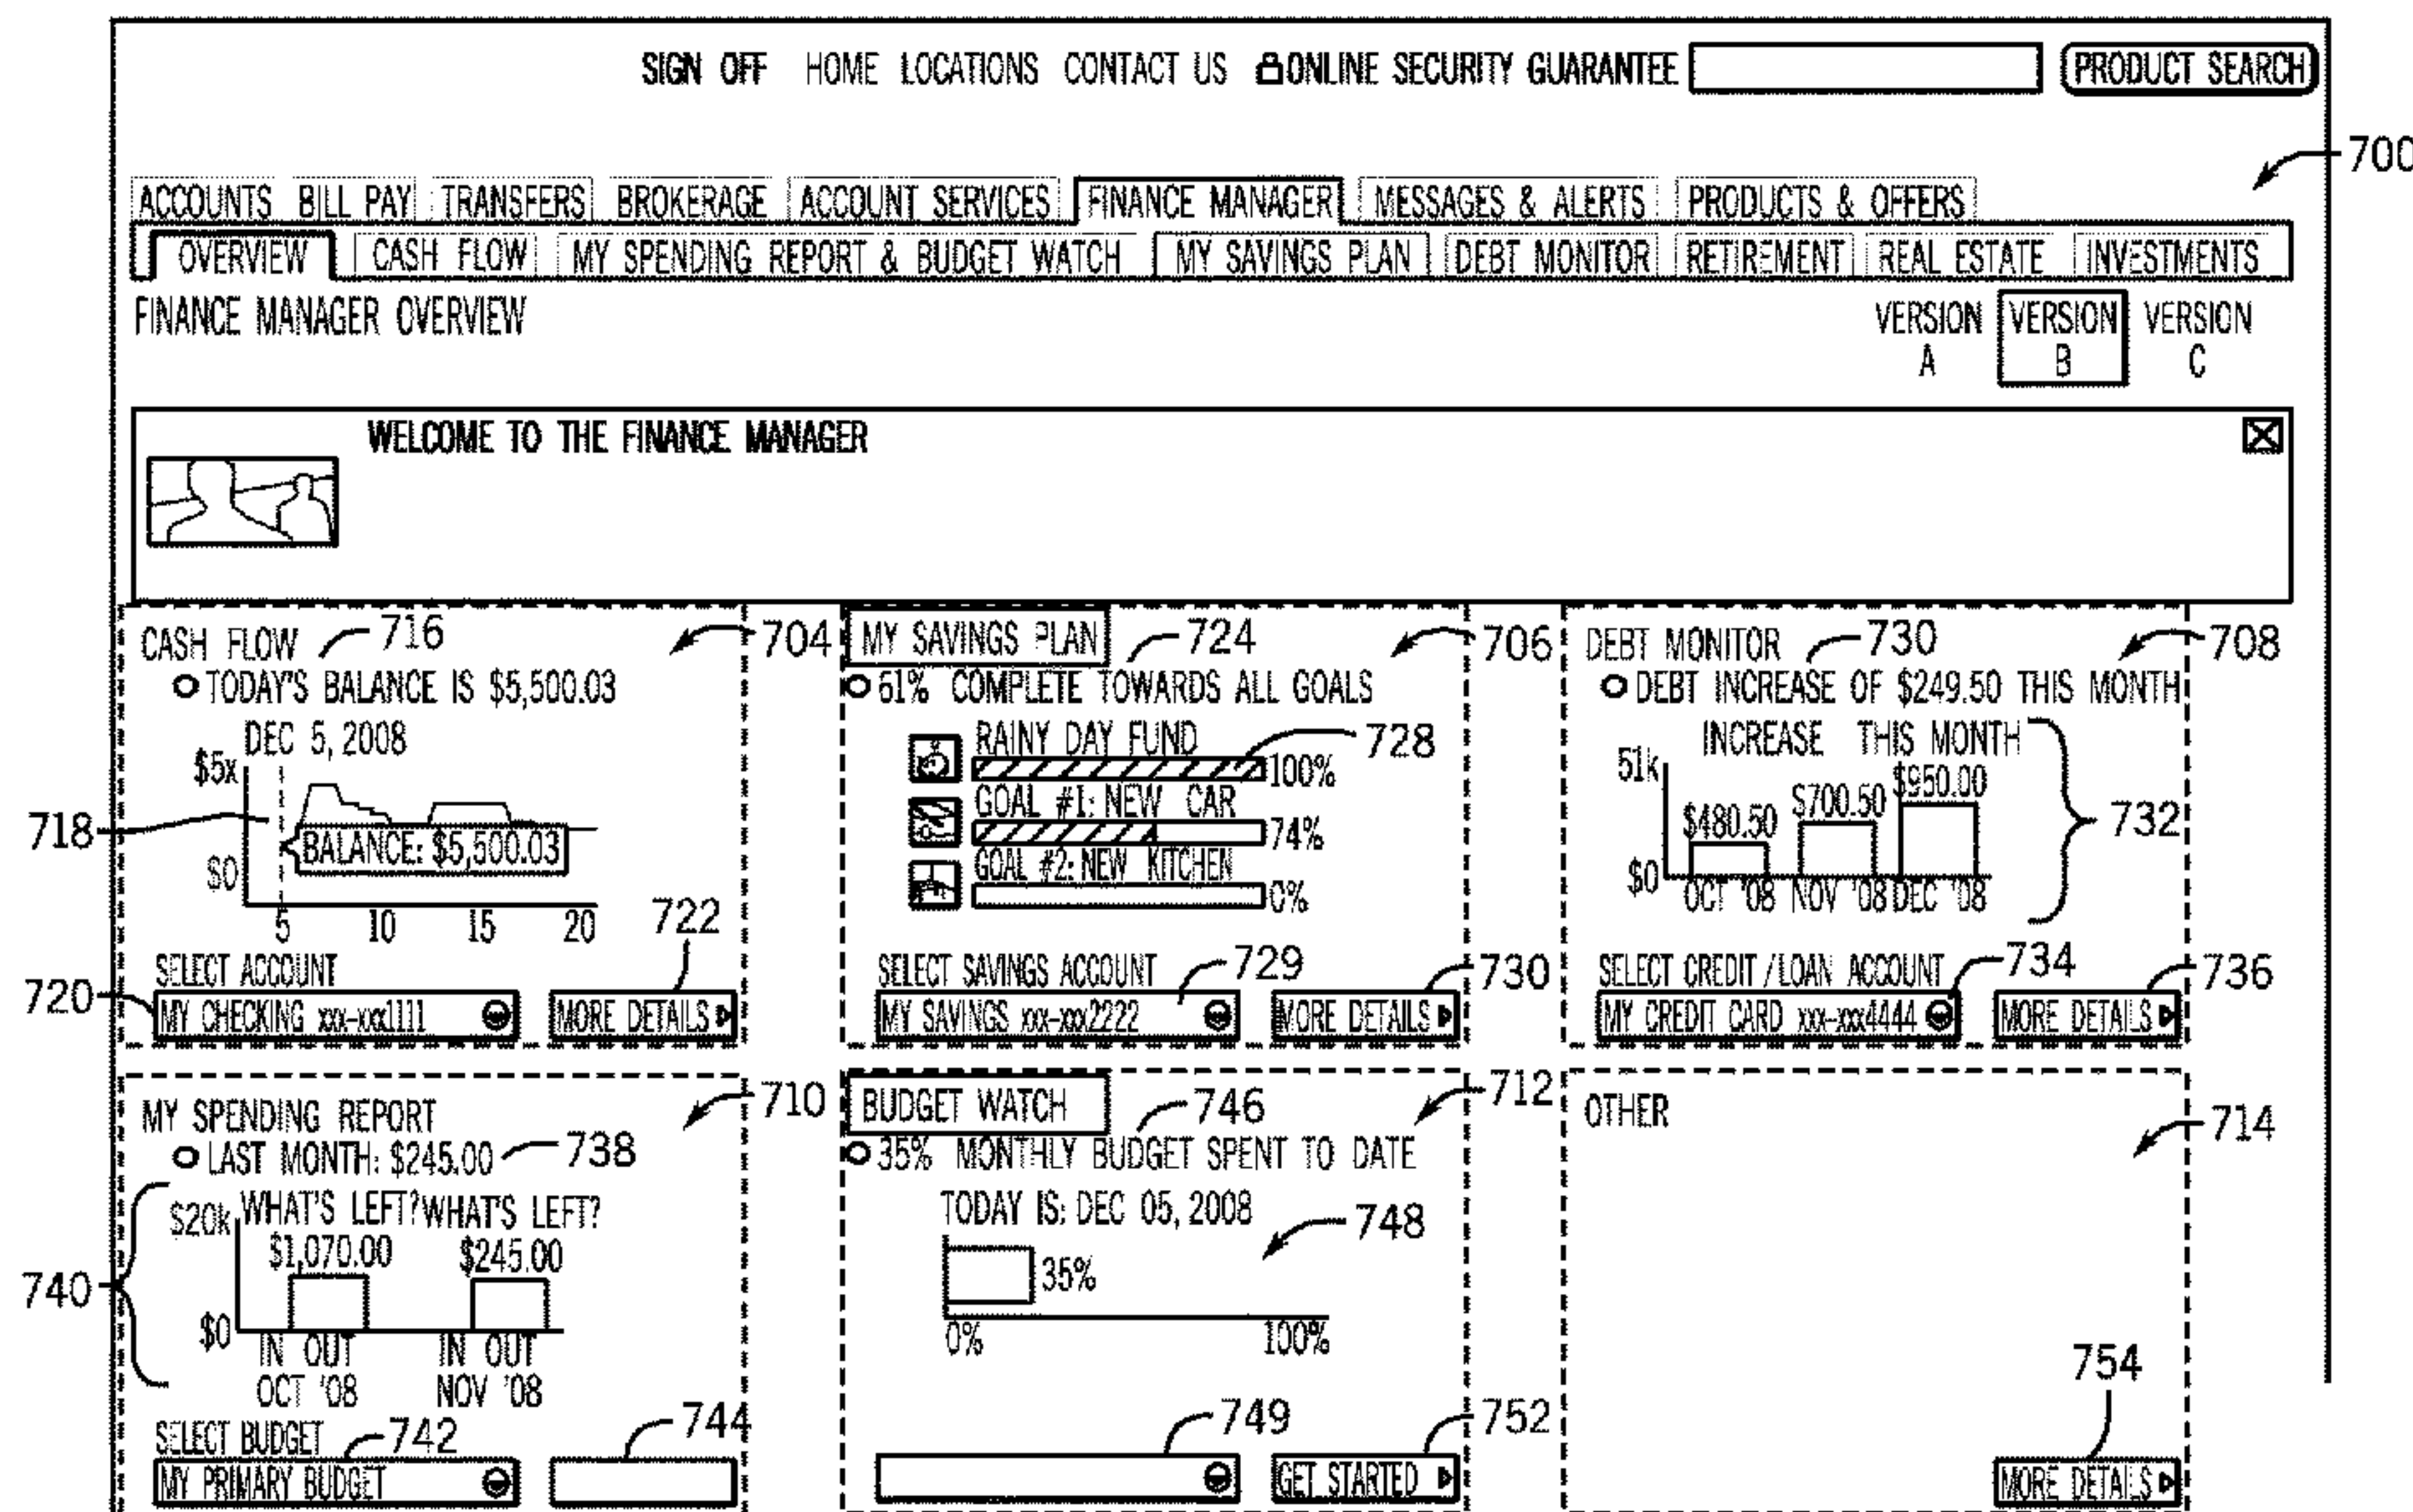 SIGN OFF HOME LOCATIONS CONTACT US ONLINE SECURITY GUARANTEE PRODUCT SEARCH
700
ACCOUNTS BILL PAY TRANSFERS BROKERAGE ACCOUNT SERVICES FINANCE MANAGER MESSAGES & ALERTS PRODUCTS & OFFERS
OVERVIEW CASH FLOW MY SPENDING REPORT & BUDGET WATCH MY SAVINGS PLAN DEBT MONITOR RETIREMENT REAL ESTATE INVESTMENTS
FINANCE MANAGER OVERVIEW
VERSION A VERSION B VERSION C
WELCOME TO THE FINANCE MANAGER
CASH FLOW 716 704
TODAY'S BALANCE IS $5,500.03
DEC 5, 2008
$5x
718
BALANCE: $5,500.03
$0
5 10 15 20
722
SELECT ACCOUNT
720 MY CHECKING xxx-xxx1111 MORE DETAILS
MY SAVINGS PLAN 724 706
61% COMPLETE TOWARDS ALL GOALS
RAINY DAY FUND 728
100%
GOAL #1: NEW CAR
74%
GOAL #2: NEW KITCHEN
0%
SELECT SAVINGS ACCOUNT 729 730
MY SAVINGS xxx-xxx2222 MORE DETAILS
DEBT MONITOR 730 708
DEBT INCREASE OF $249.50 THIS MONTH
INCREASE THIS MONTH
51k
$480.50 $700.50 $950.00
732
$0
OCT '08 NOV '08 DEC '08
SELECT CREDIT/LOAN ACCOUNT 734 736
MY CREDIT CARD xxx-xxx4444 MORE DETAILS
MY SPENDING REPORT 710
LAST MONTH: $245.00 738
WHAT'S LEFT? WHAT'S LEFT?
$20k
$1,070.00 $245.00
740
$0
IN OUT IN OUT
OCT '08 NOV '08
SELECT BUDGET 742 744
MY PRIMARY BUDGET
BUDGET WATCH 746 712
35% MONTHLY BUDGET SPENT TO DATE
TODAY IS: DEC 05, 2008
748
35%
0% 100%
749 752
GET STARTED
OTHER
714
754
MORE DETAILS